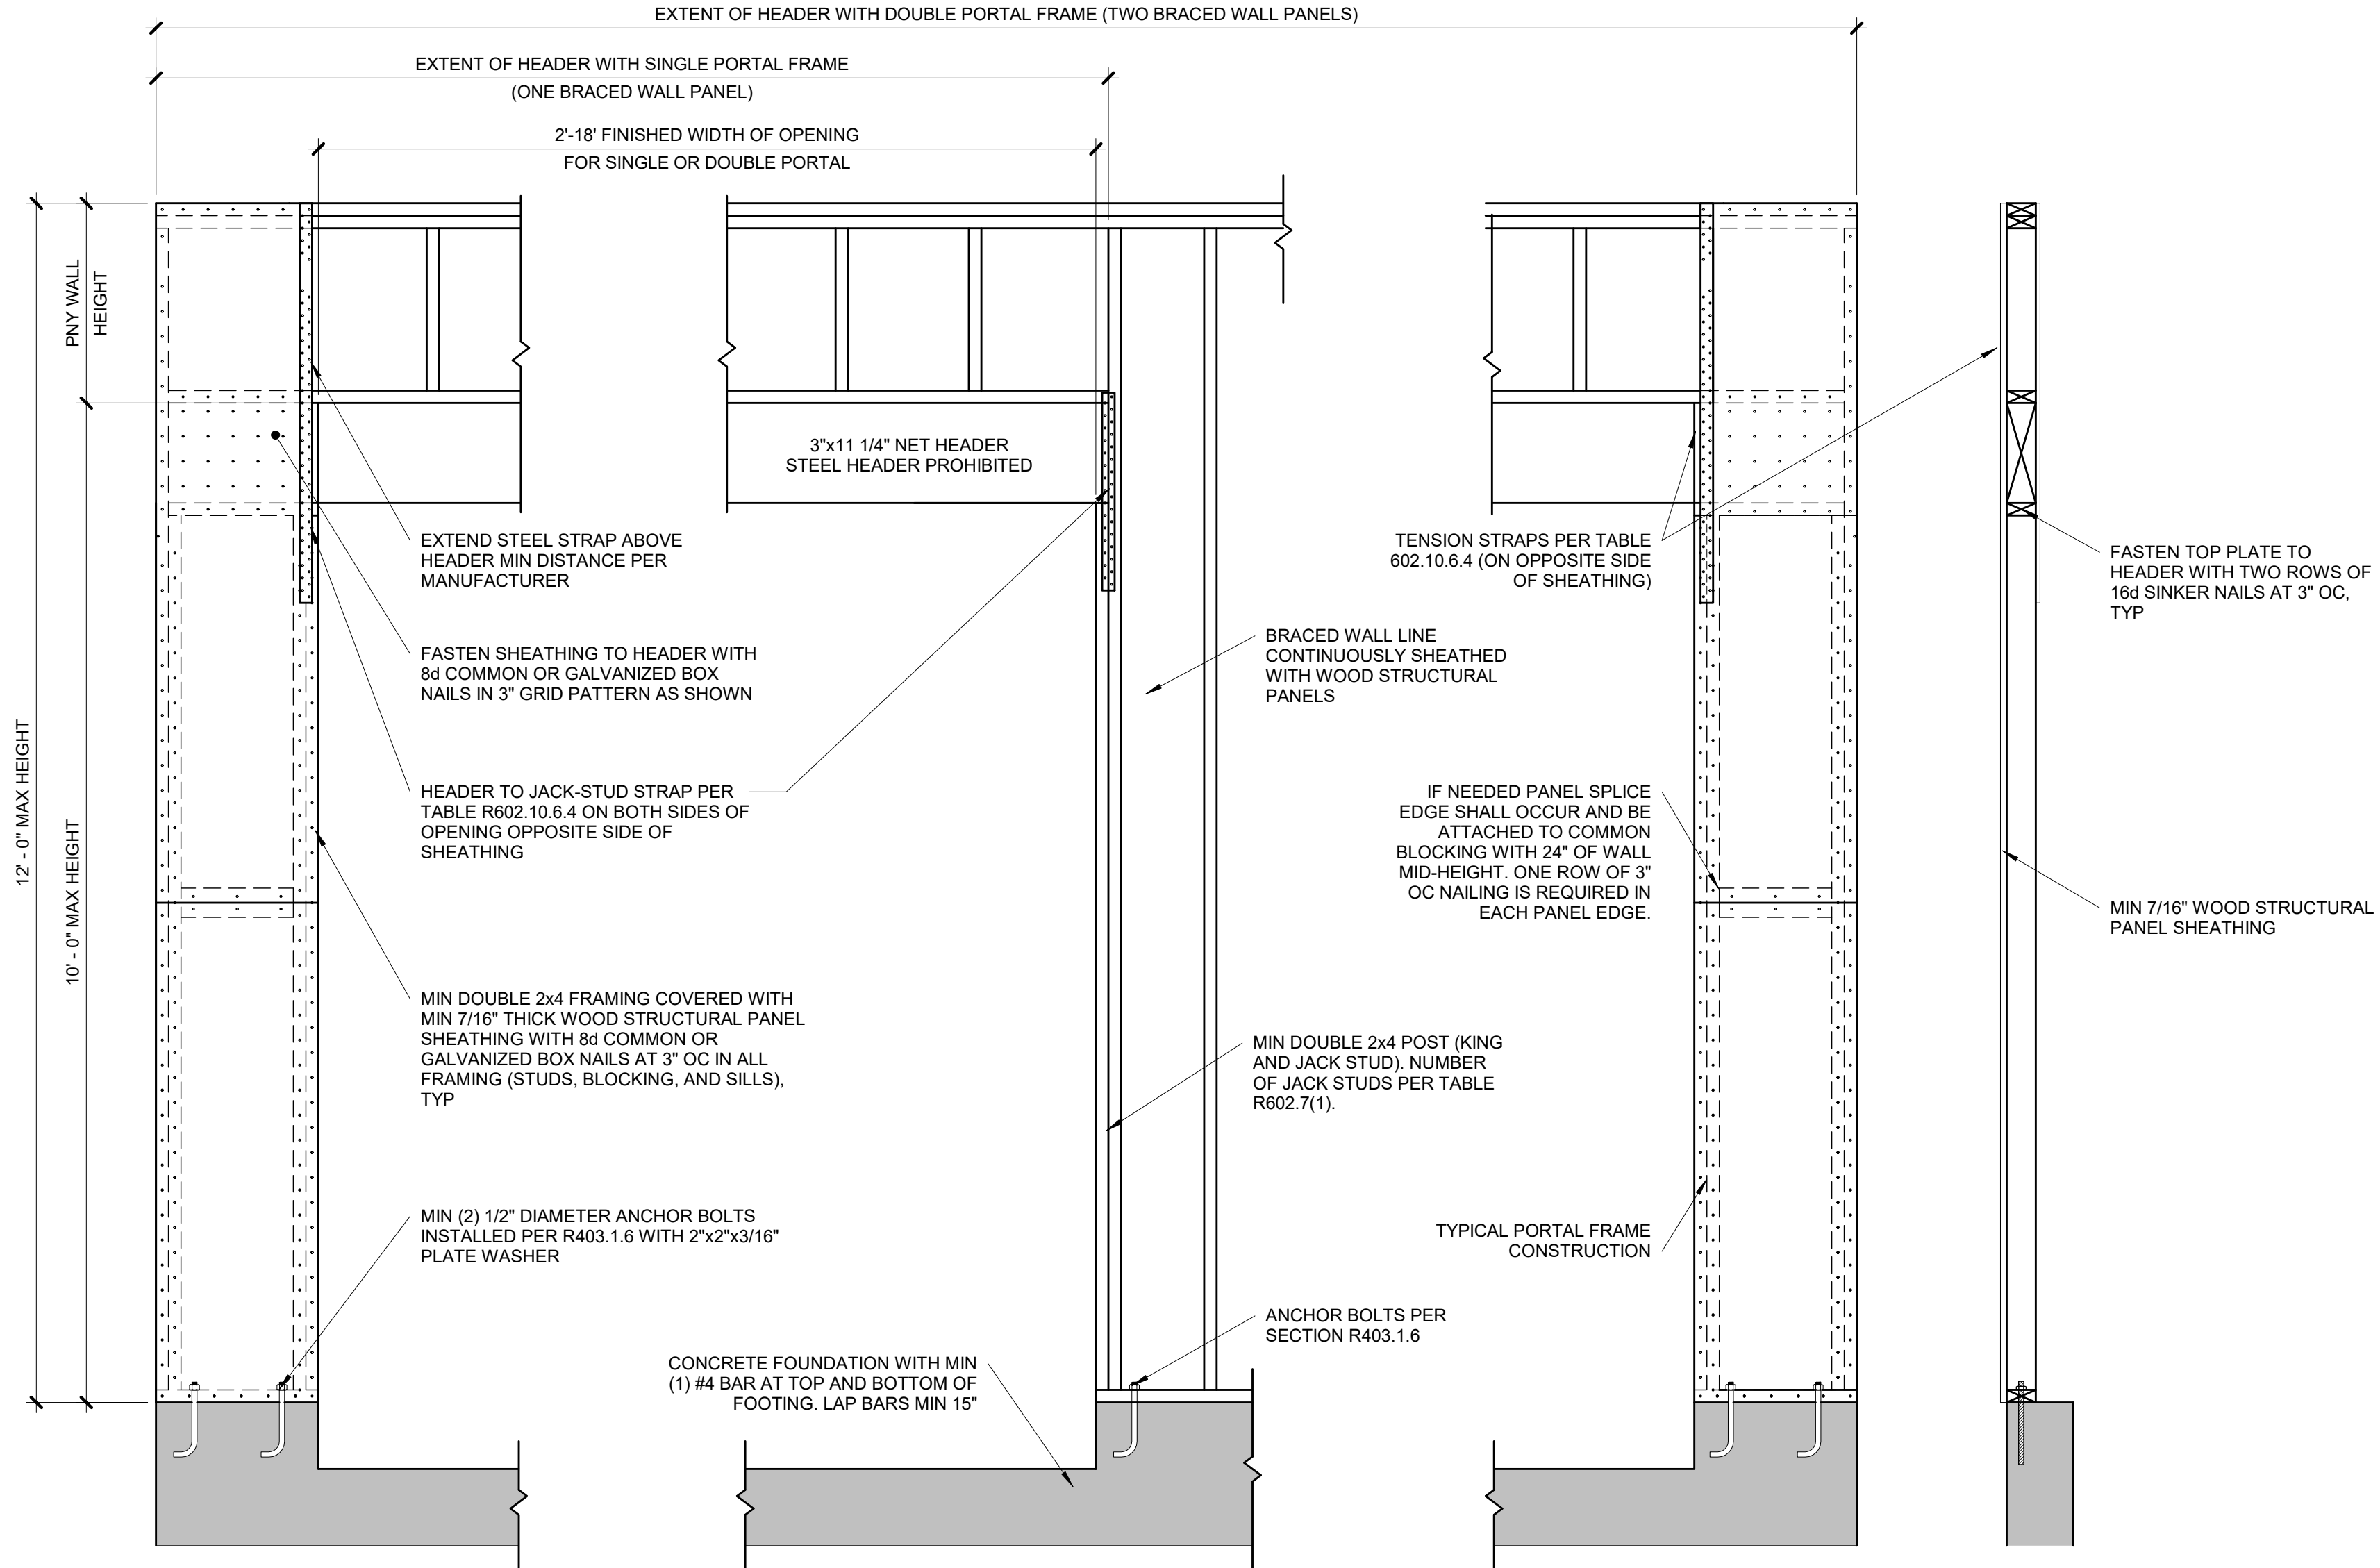 EXTENT OF HEADER WITH DOUBLE PORTAL FRAME (TWO BRACED WALL PANELS)
EXTENT OF HEADER WITH SINGLE PORTAL FRAME
(ONE BRACED WALL PANEL)
2'-18' FINISHED WIDTH OF OPENING
FOR SINGLE OR DOUBLE PORTAL
PNY WALL
HEIGHT
12' - 0" MAX HEIGHT
10' - 0" MAX HEIGHT
3"x11 1/4" NET HEADER
STEEL HEADER PROHIBITED
EXTEND STEEL STRAP ABOVE
HEADER MIN DISTANCE PER
MANUFACTURER
FASTEN SHEATHING TO HEADER WITH
8d COMMON OR GALVANIZED BOX
NAILS IN 3" GRID PATTERN AS SHOWN
HEADER TO JACK-STUD STRAP PER
TABLE R602.10.6.4 ON BOTH SIDES OF
OPENING OPPOSITE SIDE OF
SHEATHING
MIN DOUBLE 2x4 FRAMING COVERED WITH
MIN 7/16" THICK WOOD STRUCTURAL PANEL
SHEATHING WITH 8d COMMON OR
GALVANIZED BOX NAILS AT 3" OC IN ALL
FRAMING (STUDS, BLOCKING, AND SILLS),
TYP
MIN (2) 1/2" DIAMETER ANCHOR BOLTS
INSTALLED PER R403.1.6 WITH 2"x2"x3/16"
PLATE WASHER
CONCRETE FOUNDATION WITH MIN
(1) #4 BAR AT TOP AND BOTTOM OF
FOOTING. LAP BARS MIN 15"
TENSION STRAPS PER TABLE
602.10.6.4 (ON OPPOSITE SIDE
OF SHEATHING)
BRACED WALL LINE
CONTINUOUSLY SHEATHED
WITH WOOD STRUCTURAL
PANELS
IF NEEDED PANEL SPLICE
EDGE SHALL OCCUR AND BE
ATTACHED TO COMMON
BLOCKING WITH 24" OF WALL
MID-HEIGHT. ONE ROW OF 3"
OC NAILING IS REQUIRED IN
EACH PANEL EDGE.
MIN DOUBLE 2x4 POST (KING
AND JACK STUD). NUMBER
OF JACK STUDS PER TABLE
R602.7(1).
TYPICAL PORTAL FRAME
CONSTRUCTION
ANCHOR BOLTS PER
SECTION R403.1.6
FASTEN TOP PLATE TO
HEADER WITH TWO ROWS OF
16d SINKER NAILS AT 3" OC,
TYP
MIN 7/16" WOOD STRUCTURAL
PANEL SHEATHING